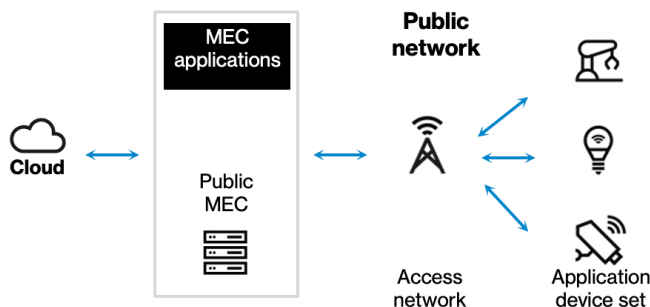 Cloud
MEC
applications
Public
MEC
Public
network
Access
network
Application
device set